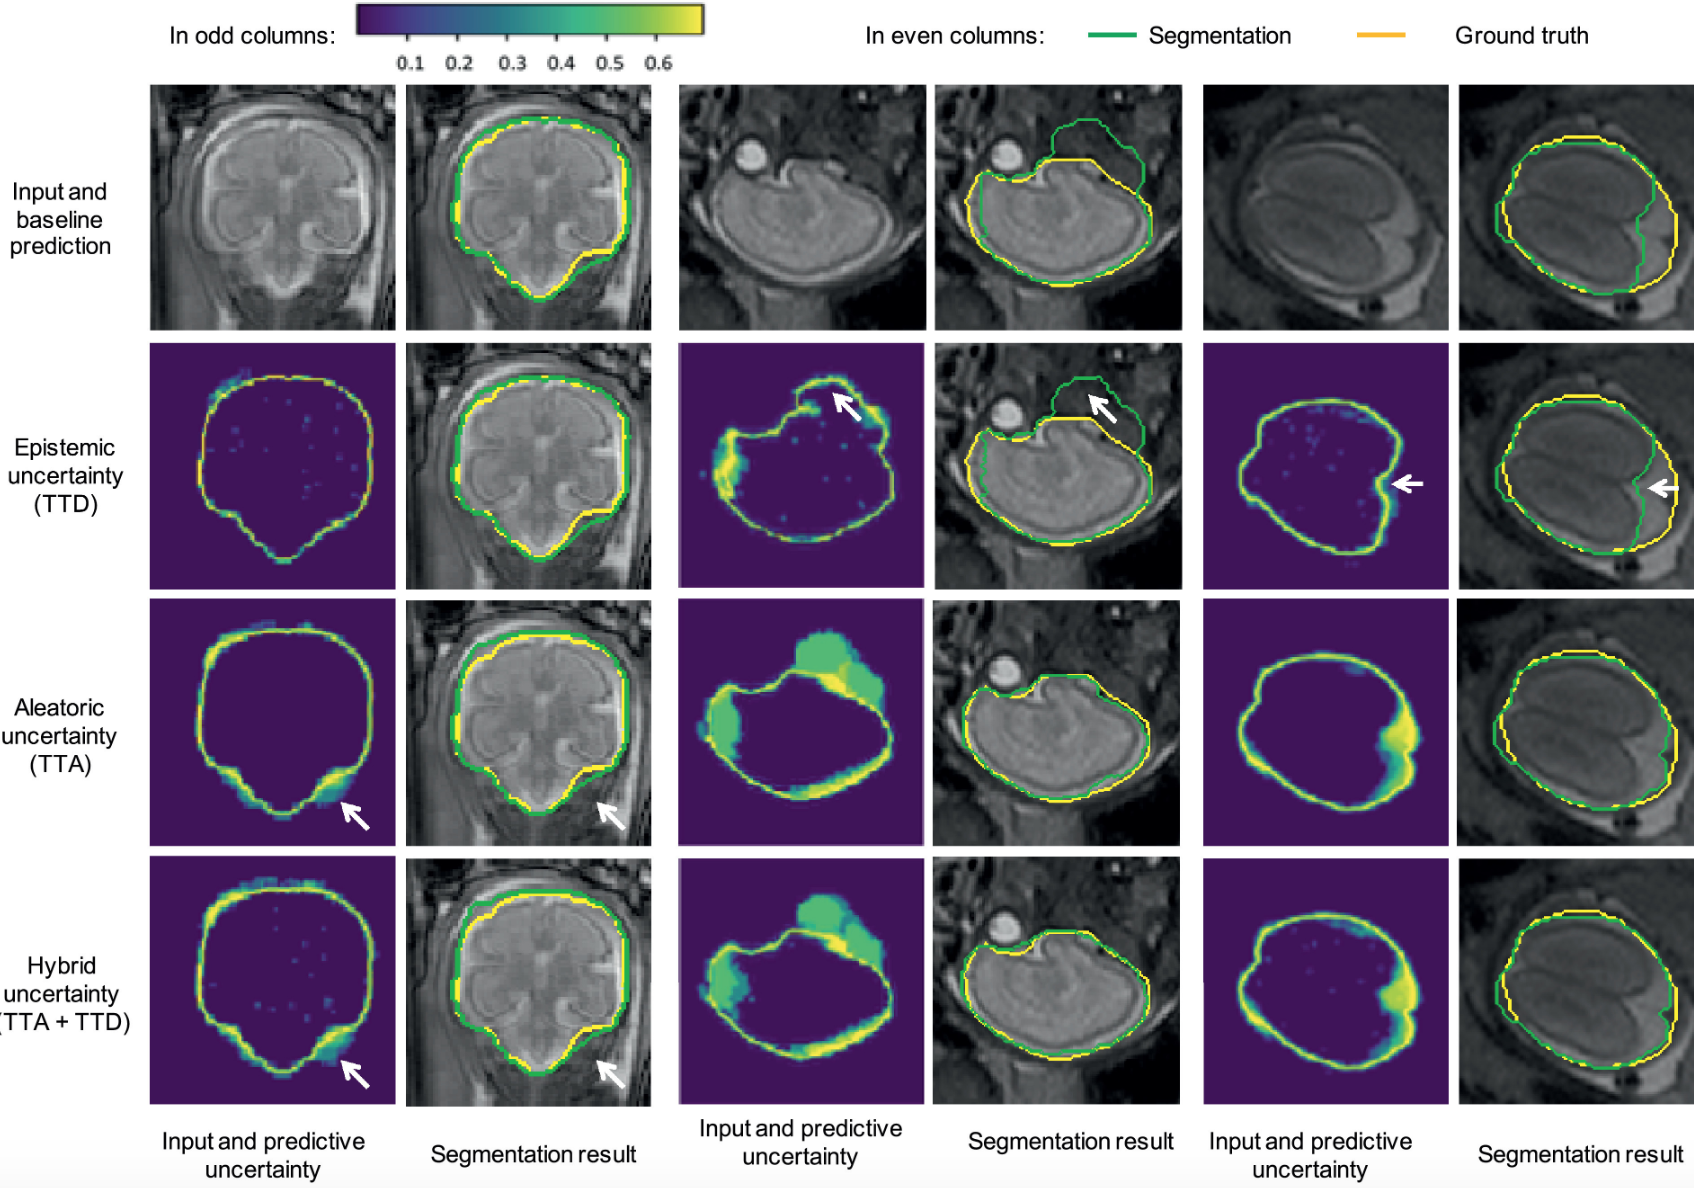 In odd columns:
0.1 0.2 0.3 0.4 0.5 0.6
In even columns: Segmentation Ground truth
Input and
baseline
prediction
Epistemic
uncertainty
(TTD)
Aleatoric
uncertainty
(TTA)
Hybrid
uncertainty
(TTA + TTD)
Input and predictive
uncertainty
Segmentation result
Input and predictive
uncertainty
Segmentation result
Input and predictive
uncertainty
Segmentation result